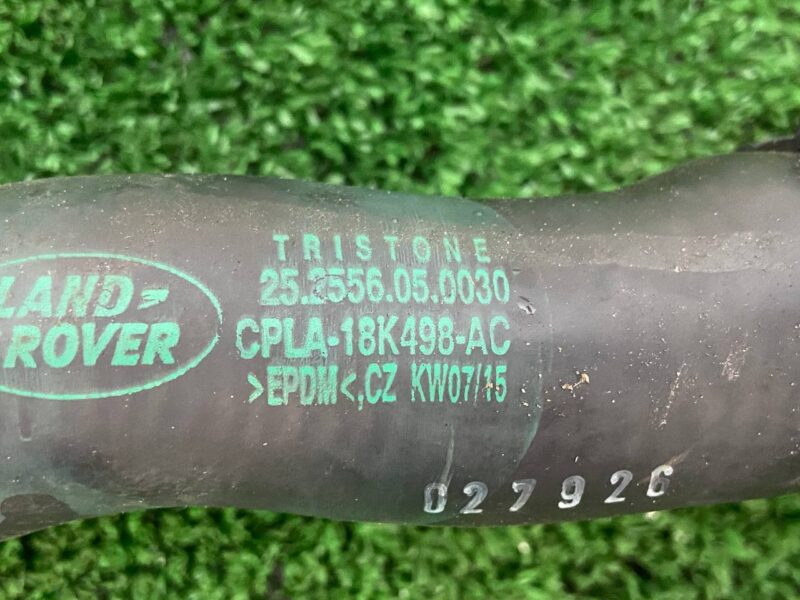 LAND
ROVER
TRISTONE
25.2556.05.0030
CPLA-18K498-AC
>EPDM<,CZ KW07/15
027926